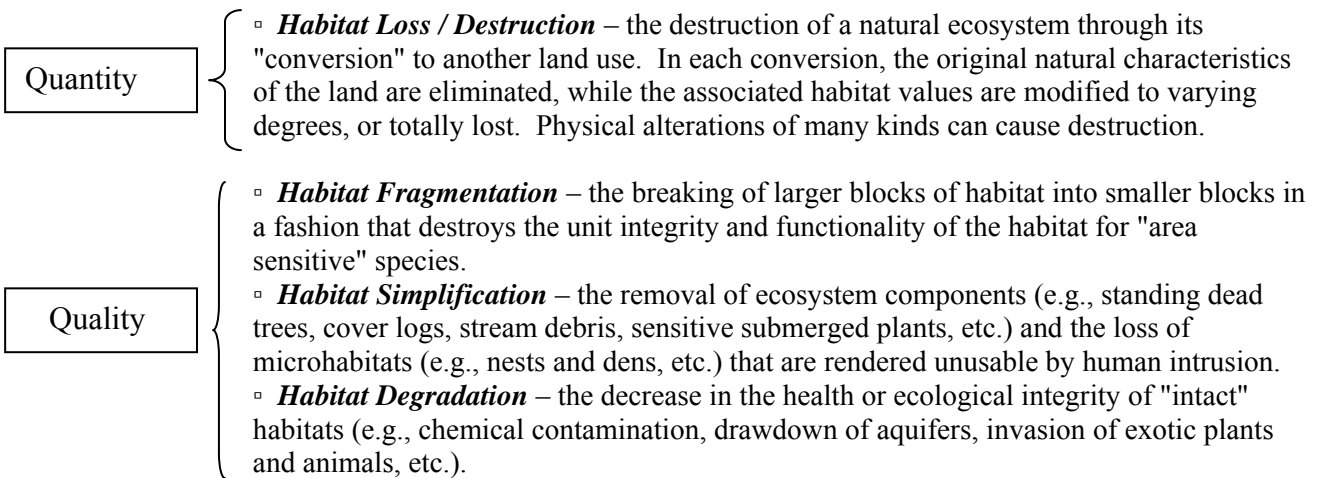 Quantity
▫ Habitat Loss / Destruction – the destruction of a natural ecosystem through its
"conversion" to another land use.  In each conversion, the original natural characteristics
of the land are eliminated, while the associated habitat values are modified to varying
degrees, or totally lost.  Physical alterations of many kinds can cause destruction.
Quality
▫ Habitat Fragmentation – the breaking of larger blocks of habitat into smaller blocks in
a fashion that destroys the unit integrity and functionality of the habitat for "area
sensitive" species.
▫ Habitat Simplification – the removal of ecosystem components (e.g., standing dead
trees, cover logs, stream debris, sensitive submerged plants, etc.) and the loss of
microhabitats (e.g., nests and dens, etc.) that are rendered unusable by human intrusion.
▫ Habitat Degradation – the decrease in the health or ecological integrity of "intact"
habitats (e.g., chemical contamination, drawdown of aquifers, invasion of exotic plants
and animals, etc.).